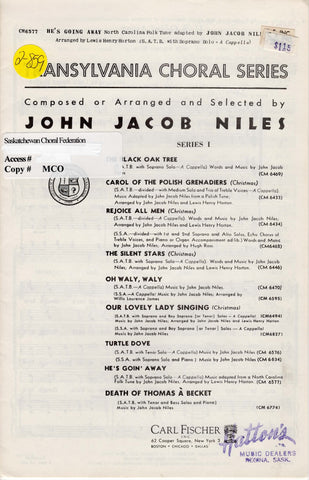 CM6577 HE'S GOING AWAY North Carolina Folk Tune adapted by JOHN JACOB NILES
Arranged by Lewis Henry Horton (S.A.T.B. with Soprano Solo - A Cappella)
$1.15
2-859
NSYLVANIA CHORAL SERIES
Composed or Arranged and Selected by
JOHN JACOB NILES
Saskatchewan Choral Federation
Access #
Copy # MCO
SERIES I
BLACK OAK TREE
(S.A.T.B. with Soprano Solo—A Cappella) Words and Music by John Jacob
(CM 6469)
CAROL OF THE POLISH GRENADIERS (Christmas)
(S.A.T.B.—divided—with Medium Solo and Trio of Treble Voices—A Cappella)
Music Adapted by John Jacob Niles from a Polish Tune;
Arranged by John Jacob Niles and Lewis Henry Horton. (CM 6433)
REJOICE ALL MEN (Christmas)
(S.A.T.B.—divided—A Cappella) Words and Music by John Jacob Niles;
Arranged by John Jacob Niles and Lewis Henry Horton. (CM 6434)
(S.S.A.—divided—with 1st and 2nd Soprano and Alto Solos, Echo Chorus of
Treble Voices, and Piano or Organ Accompaniment ad lib.) Words and Music
by John Jacob Niles; Arranged by Hugh Ross (CM6468)
THE SILENT STARS (Christmas)
(S.A.T.B. with Soprano Solo—A Cappella) Words and Music by John Jacob
Niles; Arranged by John Jacob Niles and Lewis Henry Horton. (CM 6446)
OH WALY, WALY
(S.A.T.B.—A Cappella) Music by John Jacob Niles. (CM 6470)
(S.S.A.—A Cappella) Music by John Jacob Niles; Arranged by
Willis Laurence James (CM 6595)
OUR LOVELY LADY SINGING (Christmas)
(S.A.T.B. with Soprano and Boy Soprano [or Tenor] Solos—A Cappella) (CM6494)
Music by John Jacob Niles, Arranged by John Jacob Niles and Lewis Henry Horton
(S.S.A. with Soprano and Boy Soprano [or Tenor] Solos—A Cappella)
(CM6827)
TURTLE DOVE
(S.A.T.B. with Tenor Solo—A Cappella) Music by John Jacob Niles (CM 6576)
(S.S.A. with Soprano Solo and Piano) Music by John Jacob Niles (CM 6634)
HE'S GOIN' AWAY
(S.A.T.B. with Soprano Solo—A Cappella) Music adapted from a North Carolina
Folk Tune by John Jacob Niles, Arranged by Lewis Henry Horton. (CM 6577)
DEATH OF THOMAS À BECKET
(S.A.T.B. with Tenor and Bass Solos and Piano)
Music by John Jacob Niles (CM 6774)
CARL FISCHER
INC.
62 Cooper Square, New York 3
BOSTON • CHICAGO • DALLAS
Hatton's
LTD.
MUSIC DEALERS
REGINA, SASK.